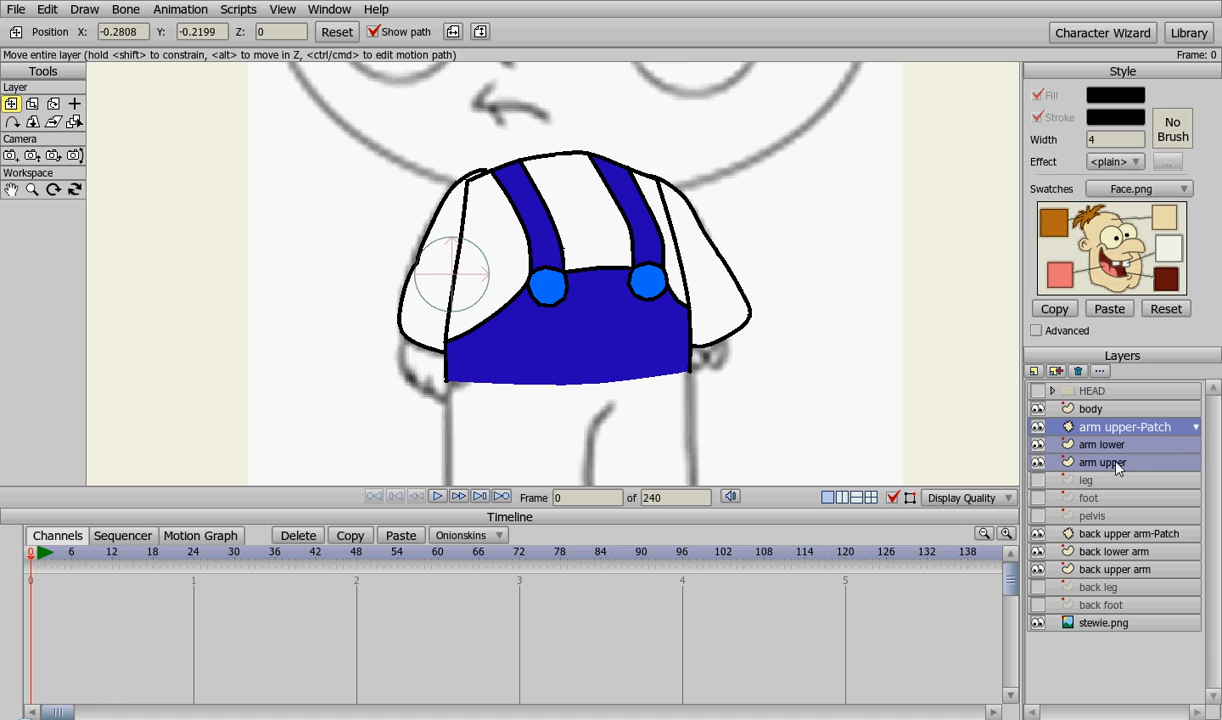 File Edit Draw Bone Animation Scripts View Window Help
Position X: -0.2808 Y: -0.2199 Z: 0 Reset Show path Character Wizard Library
Move entire layer (hold <shift> to constrain, <alt> to move in Z, <ctrl/cmd> to edit motion path) Frame: 0
Tools
Layer
Camera
Workspace
Style
Fill
Stroke
No Brush
Width 4
Effect <plain> ...
Swatches Face.png
Copy Paste Reset
Advanced
Layers
...
HEAD
body
arm upper-Patch
arm lower
arm upper
leg
foot
pelvis
back upper arm-Patch
back lower arm
back upper arm
back leg
back foot
stewie.png
Frame 0 of 240 Display Quality
Timeline
Channels Sequencer Motion Graph Delete Copy Paste Onionskins
0 6 12 18 24 30 36 42 48 54 60 66 72 78 84 90 96 102 108 114 120 126 132 138
0 1 2 3 4 5